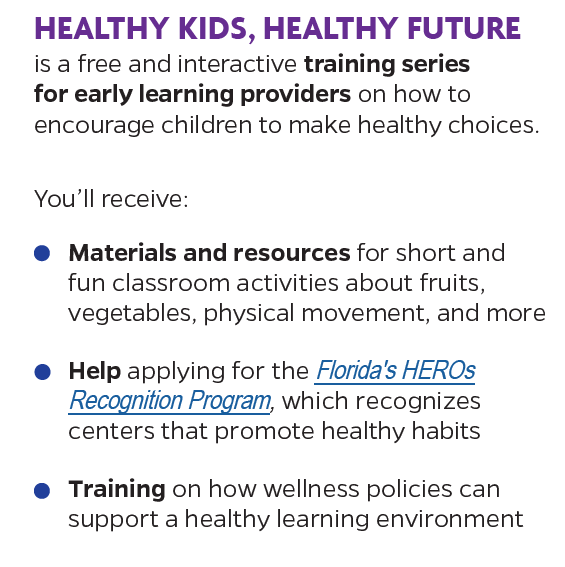 HEALTHY KIDS, HEALTHY FUTURE
is a free and interactive training series
for early learning providers on how to
encourage children to make healthy choices.
You’ll receive:
Materials and resources for short and
fun classroom activities about fruits,
vegetables, physical movement, and more
Help applying for the Florida's HEROs
Recognition Program, which recognizes
centers that promote healthy habits
Training on how wellness policies can
support a healthy learning environment